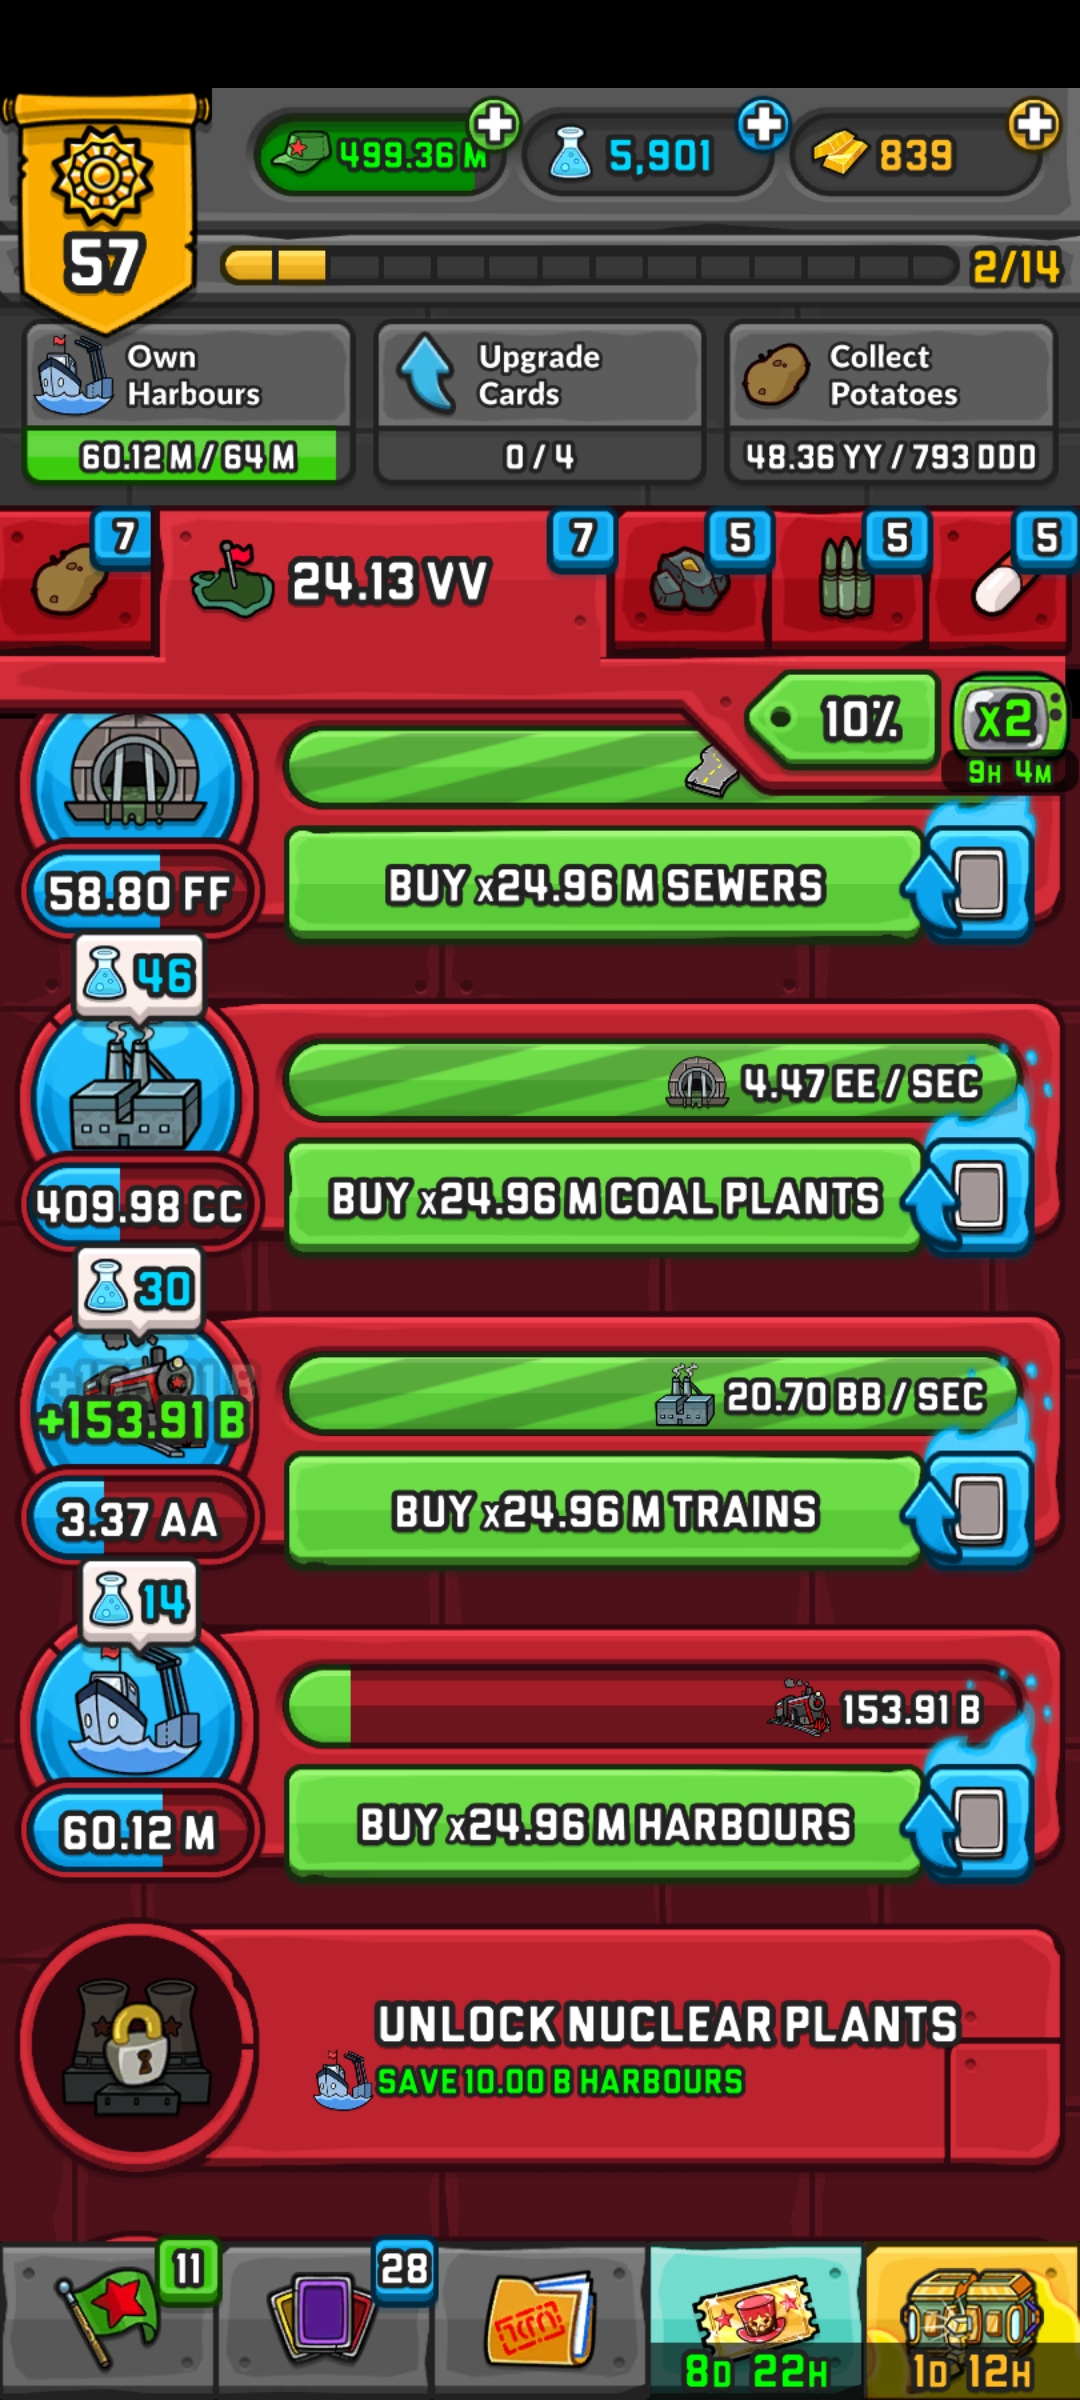 499.36 M
5,901
839
57
2/14
Own
Harbours
60.12 M / 64 M
Upgrade
Cards
0 / 4
Collect
Potatoes
48.36 YY / 793 DDD
7
24.13 VV
7
5
5
5
10%
x2
9H 4M
58.80 FF
BUY x24.96 M SEWERS
46
4.47 EE / SEC
409.98 CC
BUY x24.96 M COAL PLANTS
30
20.70 BB / SEC
+153.91 B
3.37 AA
BUY x24.96 M TRAINS
14
153.91 B
60.12 M
BUY x24.96 M HARBOURS
UNLOCK NUCLEAR PLANTS
SAVE 10.00 B HARBOURS
11
28
8D 22H
1D 12H